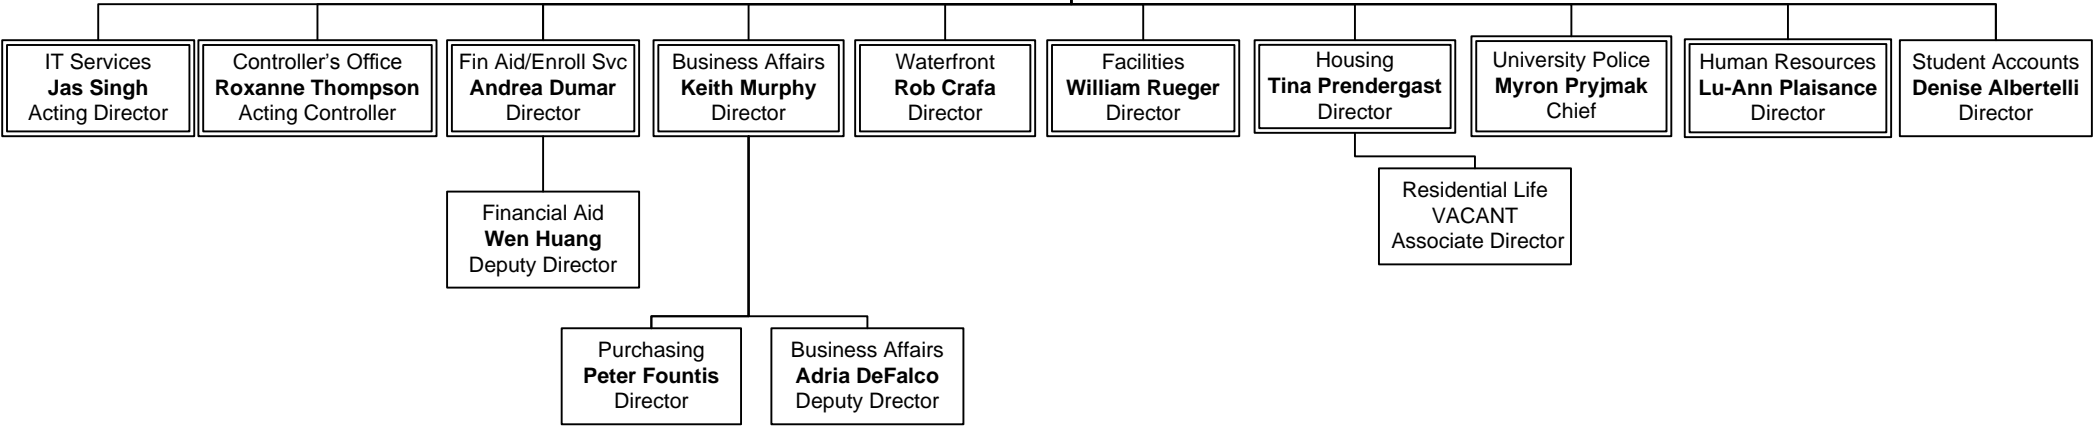 IT Services
Jas Singh
Acting Director
Controller's Office
Roxanne Thompson
Acting Controller
Fin Aid/Enroll Svc
Andrea Dumar
Director
Business Affairs
Keith Murphy
Director
Waterfront
Rob Crafa
Director
Facilities
William Rueger
Director
Housing
Tina Prendergast
Director
University Police
Myron Pryjmak
Chief
Human Resources
Lu-Ann Plaisance
Director
Student Accounts
Denise Albertelli
Director
Financial Aid
Wen Huang
Deputy Director
Residential Life
VACANT
Associate Director
Purchasing
Peter Fountis
Director
Business Affairs
Adria DeFalco
Deputy Drector